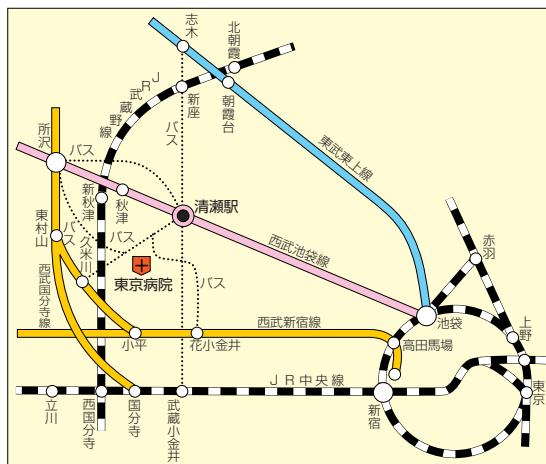 志木
北朝霞
JR武蔵野線
新座
朝霞台
バス
東武東上線
所沢
バス
新秋津
秋津
清瀬駅
西武池袋線
赤羽
東村山
バス
久米川
バス
東京病院
バス
西武国分寺線
西武新宿線
池袋
上野
小平
花小金井
高田馬場
JR中央線
東京
立川
西国分寺
国分寺
武蔵小金井
新宿